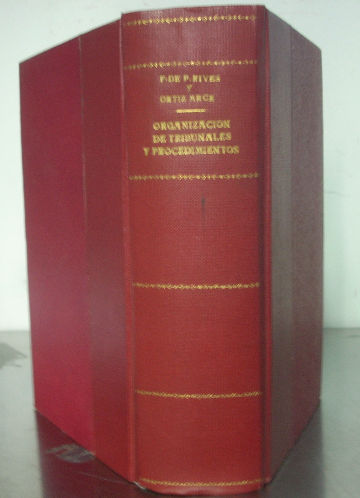 F. DE P. RIVES
Y
ORTIZ ARCE
ORGANIZACION
DE TRIBUNALES
Y PROCEDIMIENTOS